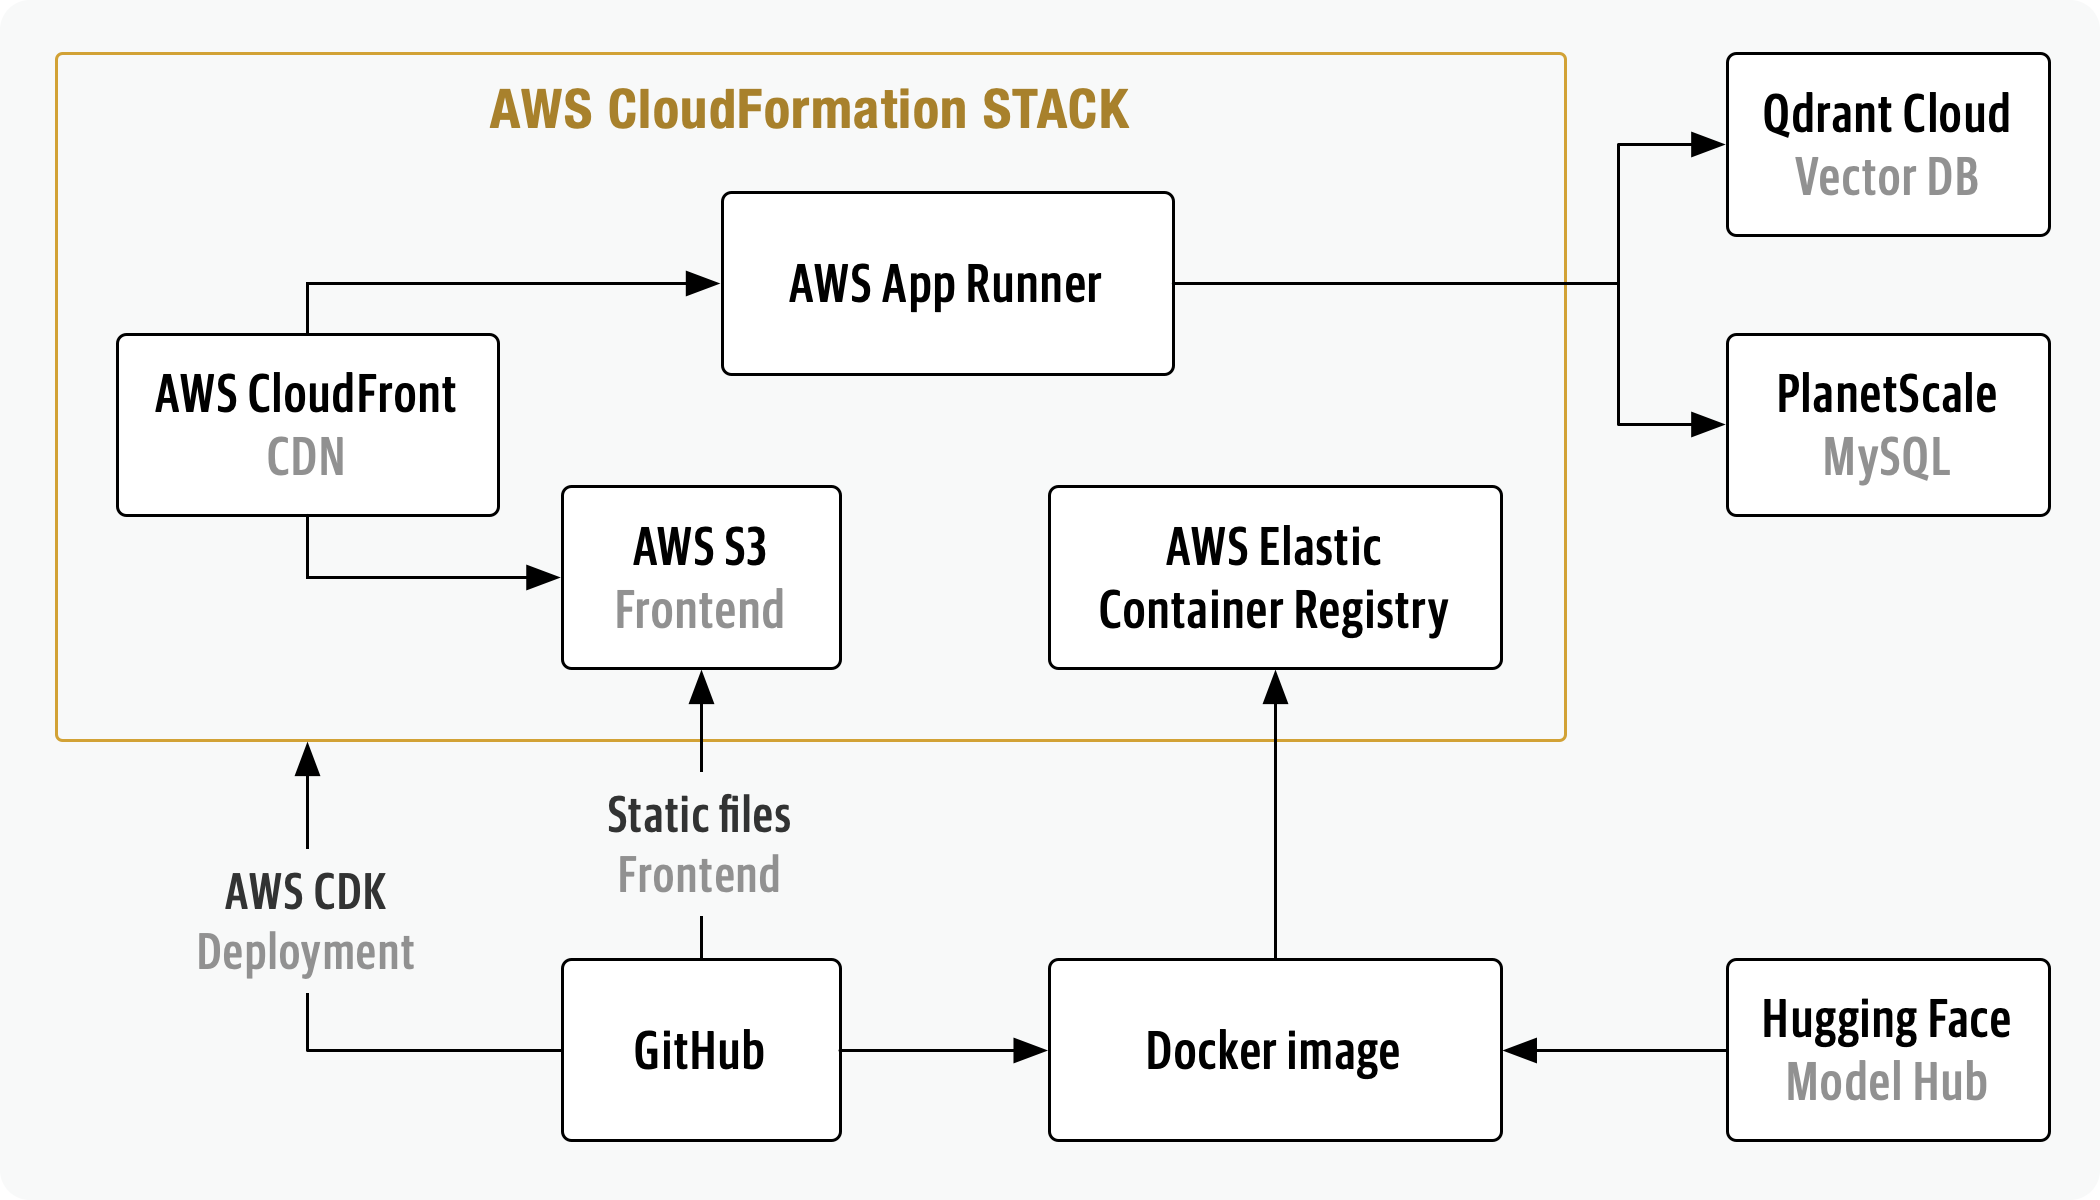 AWS CloudFormation STACK
Qdrant Cloud
Vector DB
AWS App Runner
AWS CloudFront
CDN
PlanetScale
MySQL
AWS S3
Frontend
AWS Elastic
Container Registry
Static files
Frontend
AWS CDK
Deployment
GitHub
Docker image
Hugging Face
Model Hub